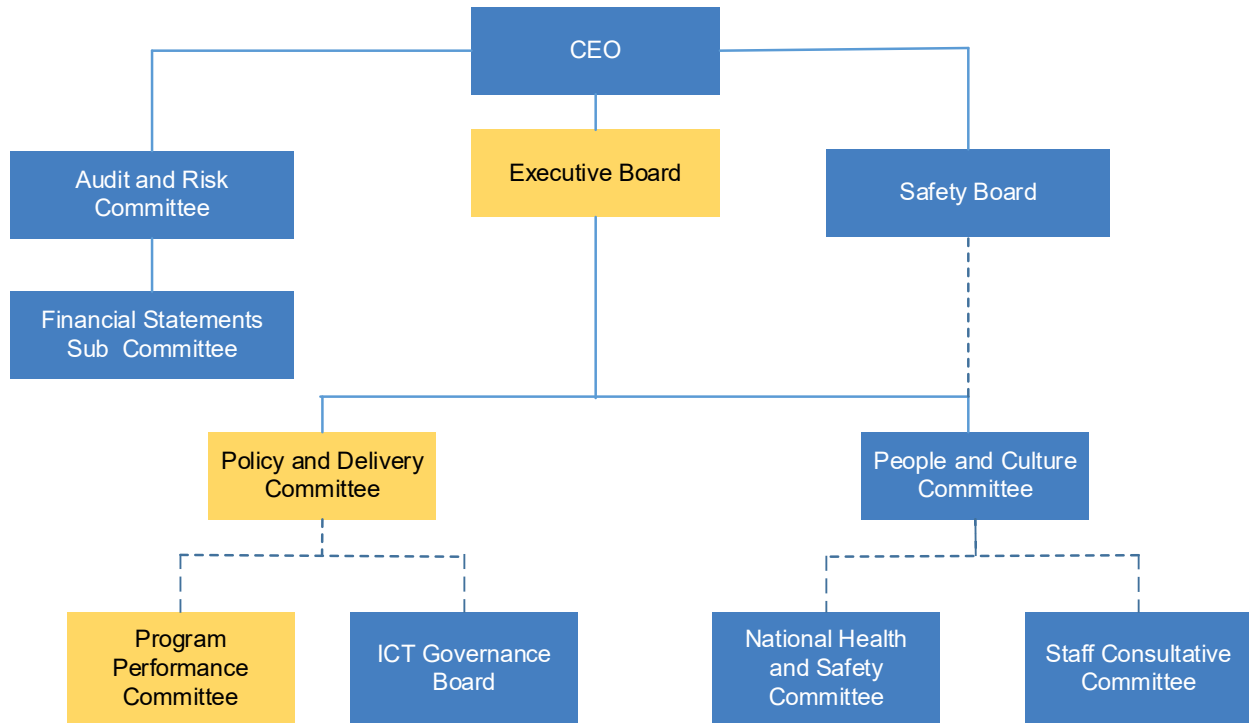 CEO
Executive Board
Audit and Risk
Committee
Safety Board
Financial Statements
Sub  Committee
Policy and Delivery
Committee
People and Culture
Committee
Program
Performance
Committee
ICT Governance
Board
National Health
and Safety
Committee
Staff Consultative
Committee